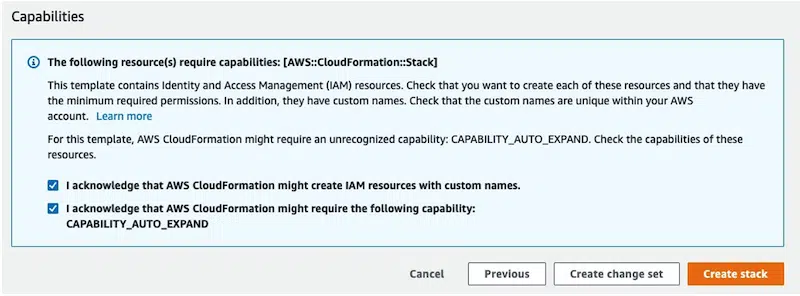 Capabilities
The following resource(s) require capabilities: [AWS::CloudFormation::Stack]
This template contains Identity and Access Management (IAM) resources. Check that you want to create each of these resources and that they have
the minimum required permissions. In addition, they have custom names. Check that the custom names are unique within your AWS
account. Learn more
For this template, AWS CloudFormation might require an unrecognized capability: CAPABILITY_AUTO_EXPAND. Check the capabilities of these
resources.
I acknowledge that AWS CloudFormation might create IAM resources with custom names.
I acknowledge that AWS CloudFormation might require the following capability:
CAPABILITY_AUTO_EXPAND
Cancel Previous Create change set Create stack